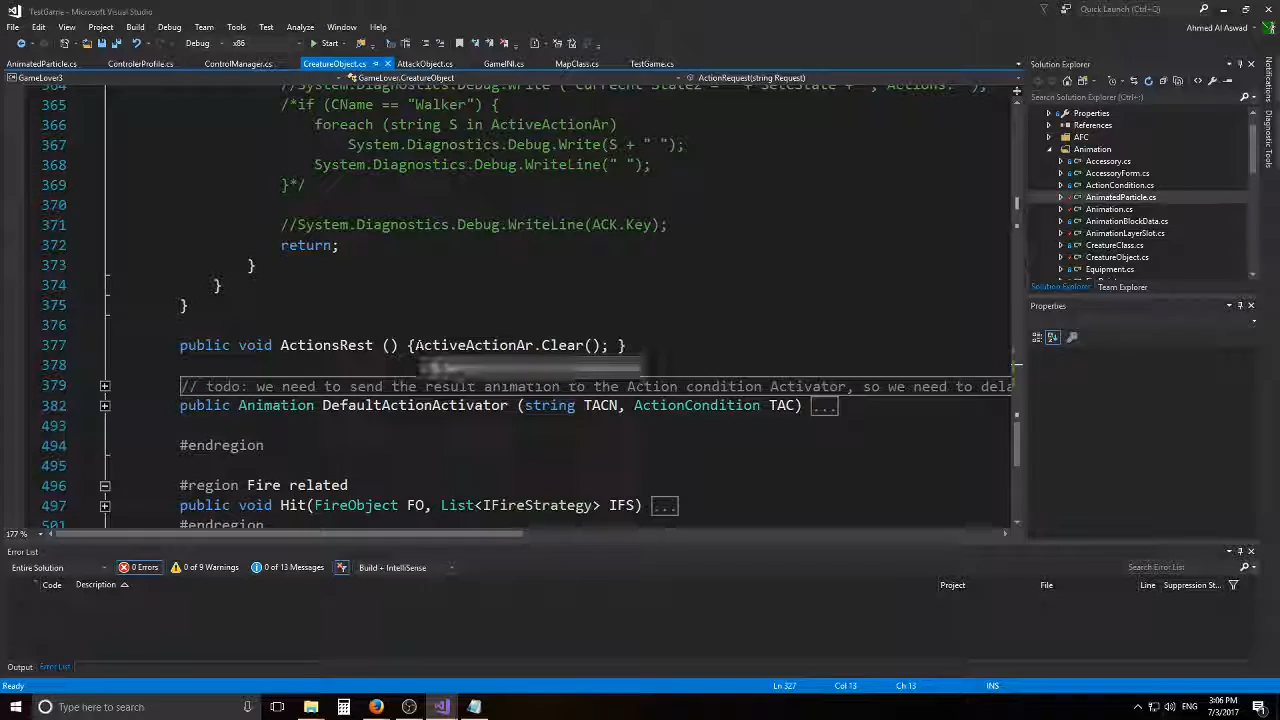 TestGame - Microsoft Visual Studio
Quick Launch (Ctrl+Q)
File Edit View Project Build Debug Team Tools Test Analyze Window Help
Ahmed Al Aswad
Debug x86 Start
AnimatedParticle.cs ControlerProfile.cs ControlManager.cs CreatureObject.cs AttackObject.cs GameINI.cs MapClass.cs TestGame.cs
GameLover3 GameLover.CreatureObject ActionRequest(string Request)
365 /*if (CName == "Walker") {
366 foreach (string S in ActiveActionAr)
367 System.Diagnostics.Debug.Write(S + " ");
368 System.Diagnostics.Debug.WriteLine(" ");
369 }*/
370
371 //System.Diagnostics.Debug.WriteLine(ACK.Key);
372 return;
373 }
374 }
375 }
376
377 public void ActionsRest () {ActiveActionAr.Clear(); }
378
379 // todo: we need to send the result animation to the Action condition Activator, so we need to dela
382 public Animation DefaultActionActivator (string TACN, ActionCondition TAC) ...
493
494 #endregion
495
496 #region Fire related
497 public void Hit(FireObject FO, List<IFireStrategy> IFS) ...
501 #endregion
177 %
Solution Explorer
Search Solution Explorer (Ctrl+;)
Properties
References
AFC
Animation
Accessory.cs
AccessoryForm.cs
ActionCondition.cs
AnimatedParticle.cs
Animation.cs
AnimationBlockData.cs
AnimationLayerSlot.cs
CreatureClass.cs
CreatureObject.cs
Equipment.cs
Solution Explorer Team Explorer
Properties
Notifications
Diagnostic Tools
Error List
Entire Solution 0 Errors 0 of 9 Warnings 0 of 13 Messages Build + IntelliSense
Search Error List
Code Description Project File Line Suppression St...
Output Error List
Ready Ln 327 Col 13 Ch 13 INS
Type here to search
ENG
3:06 PM
7/3/2017